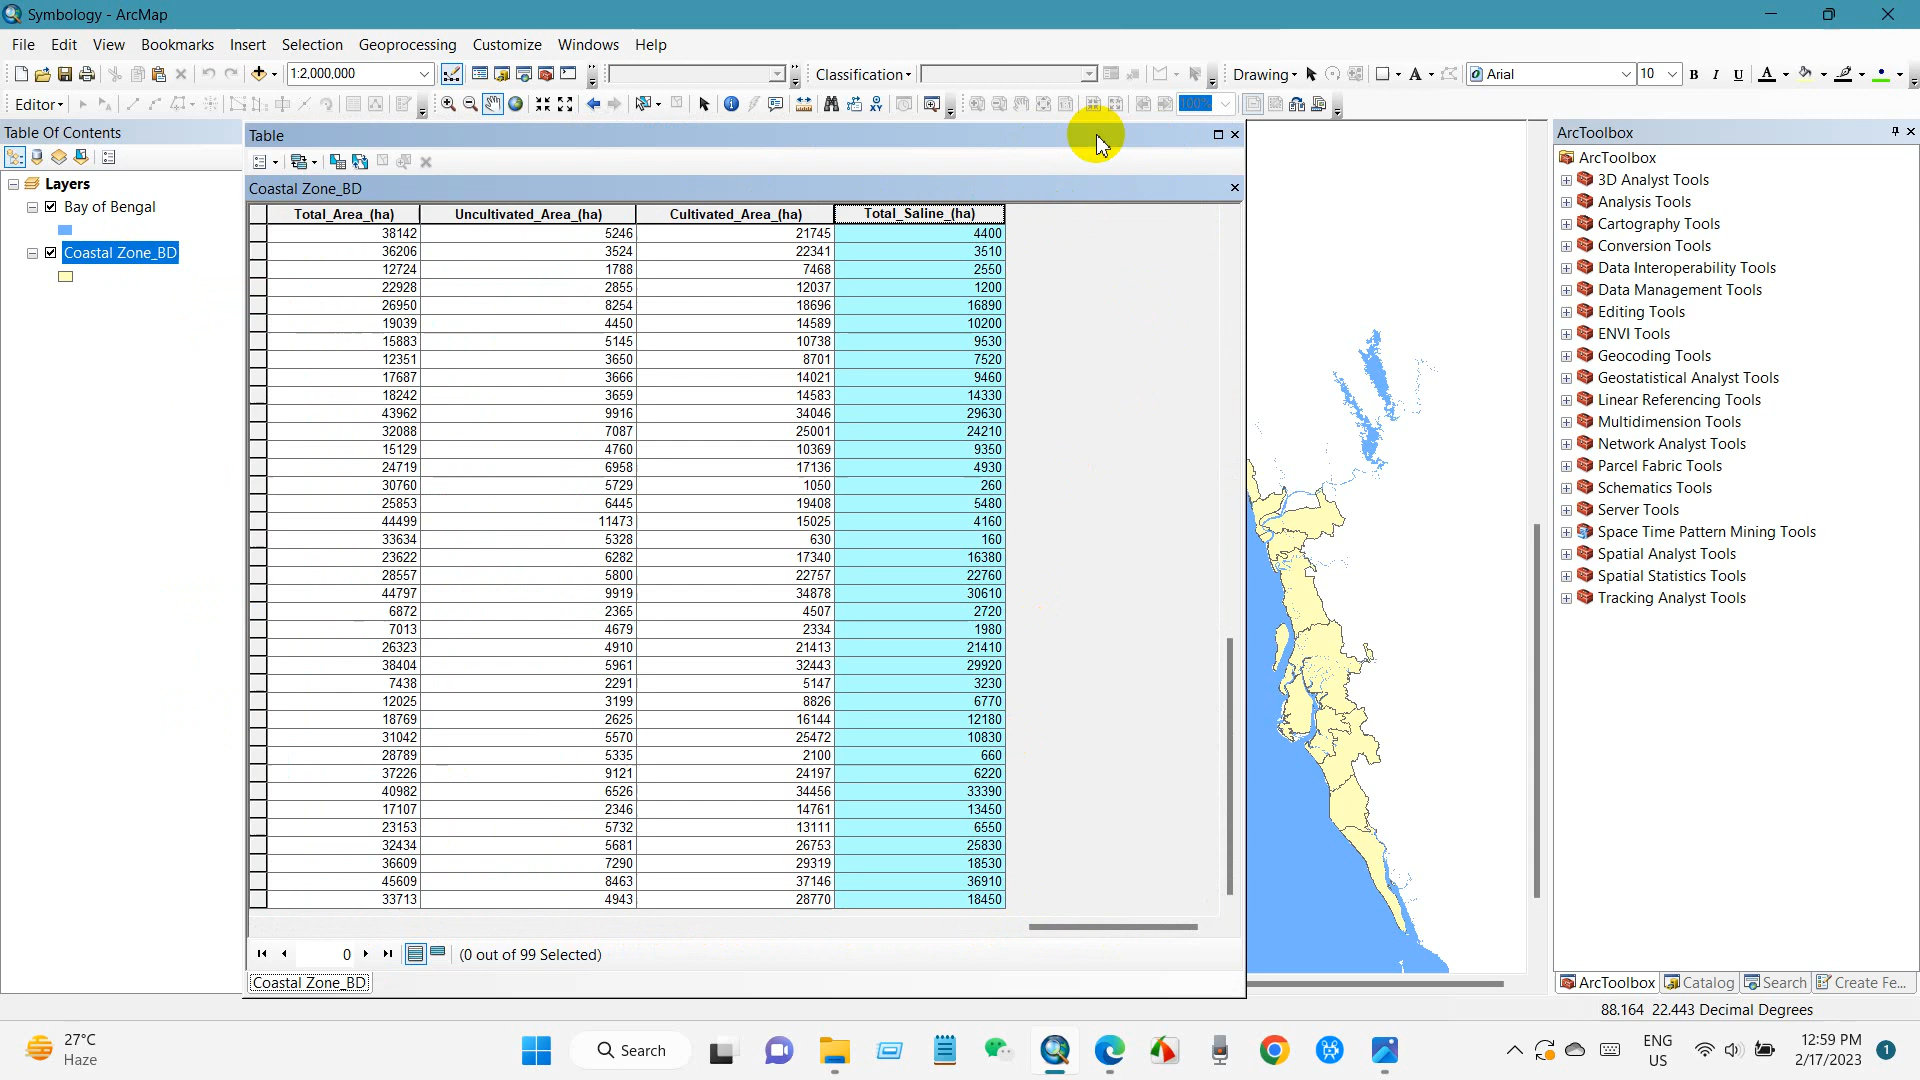 Symbology - ArcMap
File Edit View Bookmarks Insert Selection Geoprocessing Customize Windows Help
1:2,000,000 Classification Drawing A Arial 10 B I U A
Editor 100%
Table Of Contents
Layers
Bay of Bengal
Coastal Zone_BD
Table
Coastal Zone_BD
Total_Area_(ha) Uncultivated_Area_(ha) Cultivated_Area_(ha) Total_Saline_(ha)
38142 5246 21745 4400
36206 3524 22341 3510
12724 1788 7468 2550
22928 2855 12037 1200
26950 8254 18696 16890
19039 4450 14589 10200
15883 5145 10738 9530
12351 3650 8701 7520
17687 3666 14021 9460
18242 3659 14583 14330
43962 9916 34046 29630
32088 7087 25001 24210
15129 4760 10369 9350
24719 6958 17136 4930
30760 5729 1050 260
25853 6445 19408 5480
44499 11473 15025 4160
33634 5328 630 160
23622 6282 17340 16380
28557 5800 22757 22760
44797 9919 34878 30610
6872 2365 4507 2720
7013 4679 2334 1980
26323 4910 21413 21410
38404 5961 32443 29920
7438 2291 5147 3230
12025 3199 8826 6770
18769 2625 16144 12180
31042 5570 25472 10830
28789 5335 2100 660
37226 9121 24197 6220
40982 6526 34456 33390
17107 2346 14761 13450
23153 5732 13111 6550
32434 5681 26753 25830
36609 7290 29319 18530
45609 8463 37146 36910
33713 4943 28770 18450
0 (0 out of 99 Selected)
Coastal Zone_BD
ArcToolbox
ArcToolbox
3D Analyst Tools
Analysis Tools
Cartography Tools
Conversion Tools
Data Interoperability Tools
Data Management Tools
Editing Tools
ENVI Tools
Geocoding Tools
Geostatistical Analyst Tools
Linear Referencing Tools
Multidimension Tools
Network Analyst Tools
Parcel Fabric Tools
Schematics Tools
Server Tools
Space Time Pattern Mining Tools
Spatial Analyst Tools
Spatial Statistics Tools
Tracking Analyst Tools
ArcToolbox Catalog Search Create Fe...
88.164 22.443 Decimal Degrees
27°C
Haze
Search
ENG
US
12:59 PM
2/17/2023
1